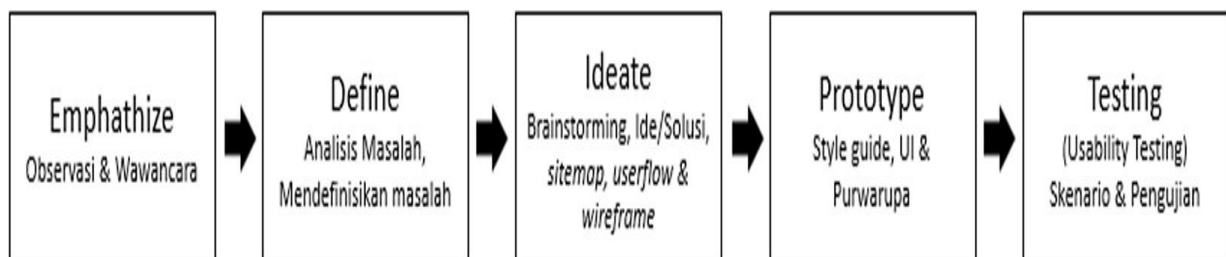 Emphathize
Observasi & Wawancara
Define
Analisis Masalah,
Mendefinisikan masalah
Ideate
Brainstorming, Ide/Solusi,
sitemap, userflow &
wireframe
Prototype
Style guide, UI &
Purwarupa
Testing
(Usability Testing)
Skenario & Pengujian